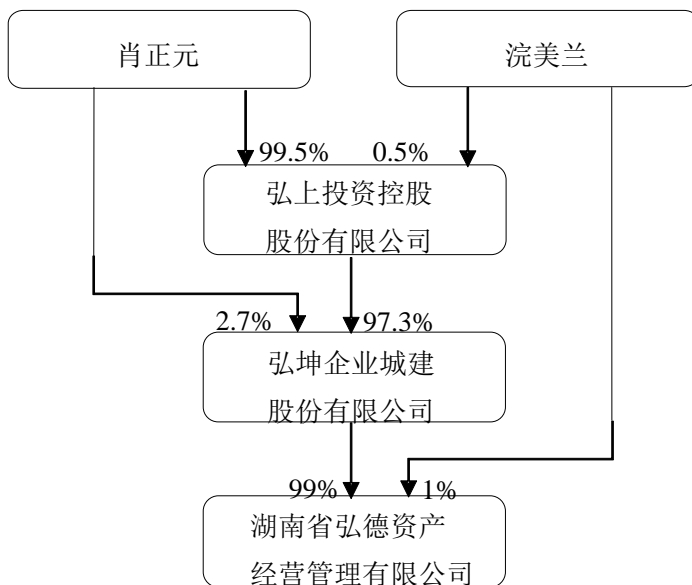 肖正元
浣美兰
99.5%
0.5%
弘上投资控股
股份有限公司
2.7%
97.3%
弘坤企业城建
股份有限公司
99%
1%
湖南省弘德资产
经营管理有限公司